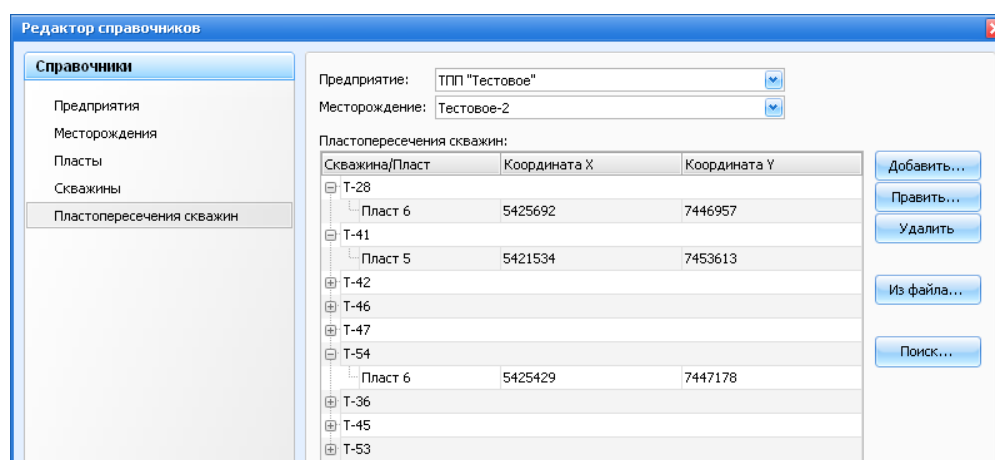 Редактор справочников
Справочники
Предприятия
Месторождения
Пласты
Скважины
Пластопересечения скважин
Предприятие: ТПП "Тестовое"
Месторождение: Тестовое-2
Пластопересечения скважин:
Скважина/Пласт Координата X Координата Y
Т-28
Пласт 6 5425692 7446957
Т-41
Пласт 5 5421534 7453613
Т-42
Т-46
Т-47
Т-54
Пласт 6 5425429 7447178
Т-36
Т-45
Т-53
Добавить...
Править...
Удалить
Из файла...
Поиск...